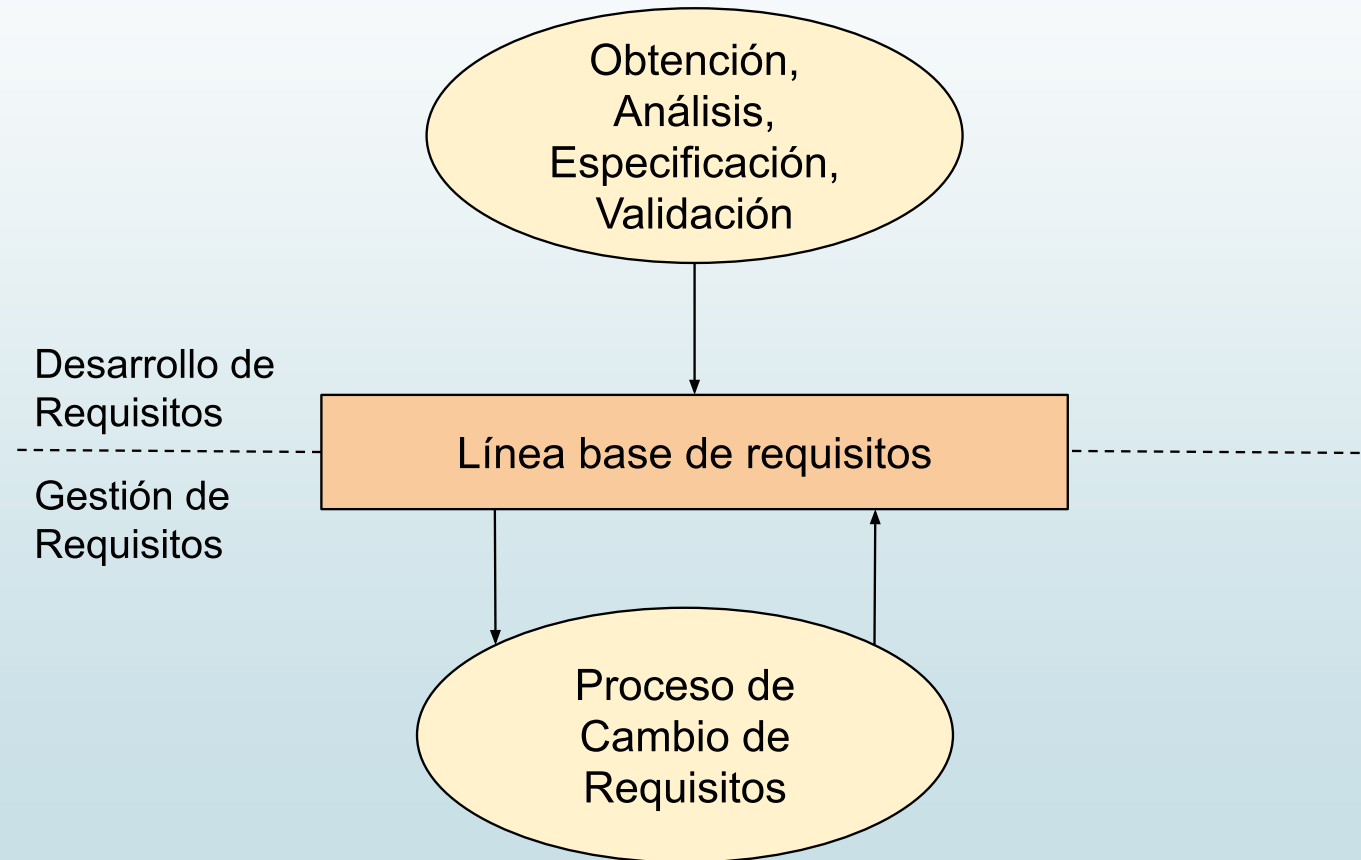 Obtención,
Análisis,
Especificación,
Validación
Desarrollo de
Requisitos
Línea base de requisitos
Gestión de
Requisitos
Proceso de
Cambio de
Requisitos